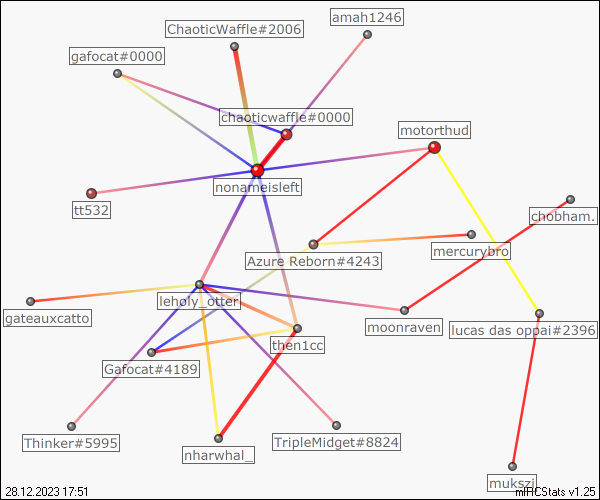 amah1246
ChaoticWaffle#2006
gafocat#0000
chaoticwaffle#0000
motorthud
nonameisleft
tt532
chobham.
mercurybro
Azure Reborn#4243
lehøly_otter
gateauxcatto
moonraven
lucas das oppai#2396
then1cc
Gafocat#4189
Thinker#5995
TripleMidget#8824
nharwhal_
mukszi
28.12.2023 17:51
mIRCStats v1.25